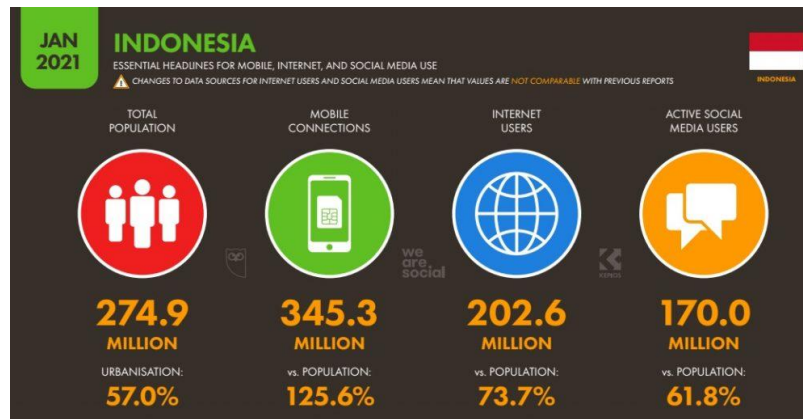 JAN
2021
INDONESIA
ESSENTIAL HEADLINES FOR MOBILE, INTERNET, AND SOCIAL MEDIA USE
CHANGES TO DATA SOURCES FOR INTERNET USERS AND SOCIAL MEDIA USERS MEAN THAT VALUES ARE NOT COMPARABLE WITH PREVIOUS REPORTS
INDONESIA
TOTAL
POPULATION
MOBILE
CONNECTIONS
INTERNET
USERS
ACTIVE SOCIAL
MEDIA USERS
we
are
social
KEPIOS
274.9
MILLION
345.3
MILLION
202.6
MILLION
170.0
MILLION
URBANISATION:
57.0%
vs. POPULATION:
125.6%
vs. POPULATION:
73.7%
vs. POPULATION:
61.8%